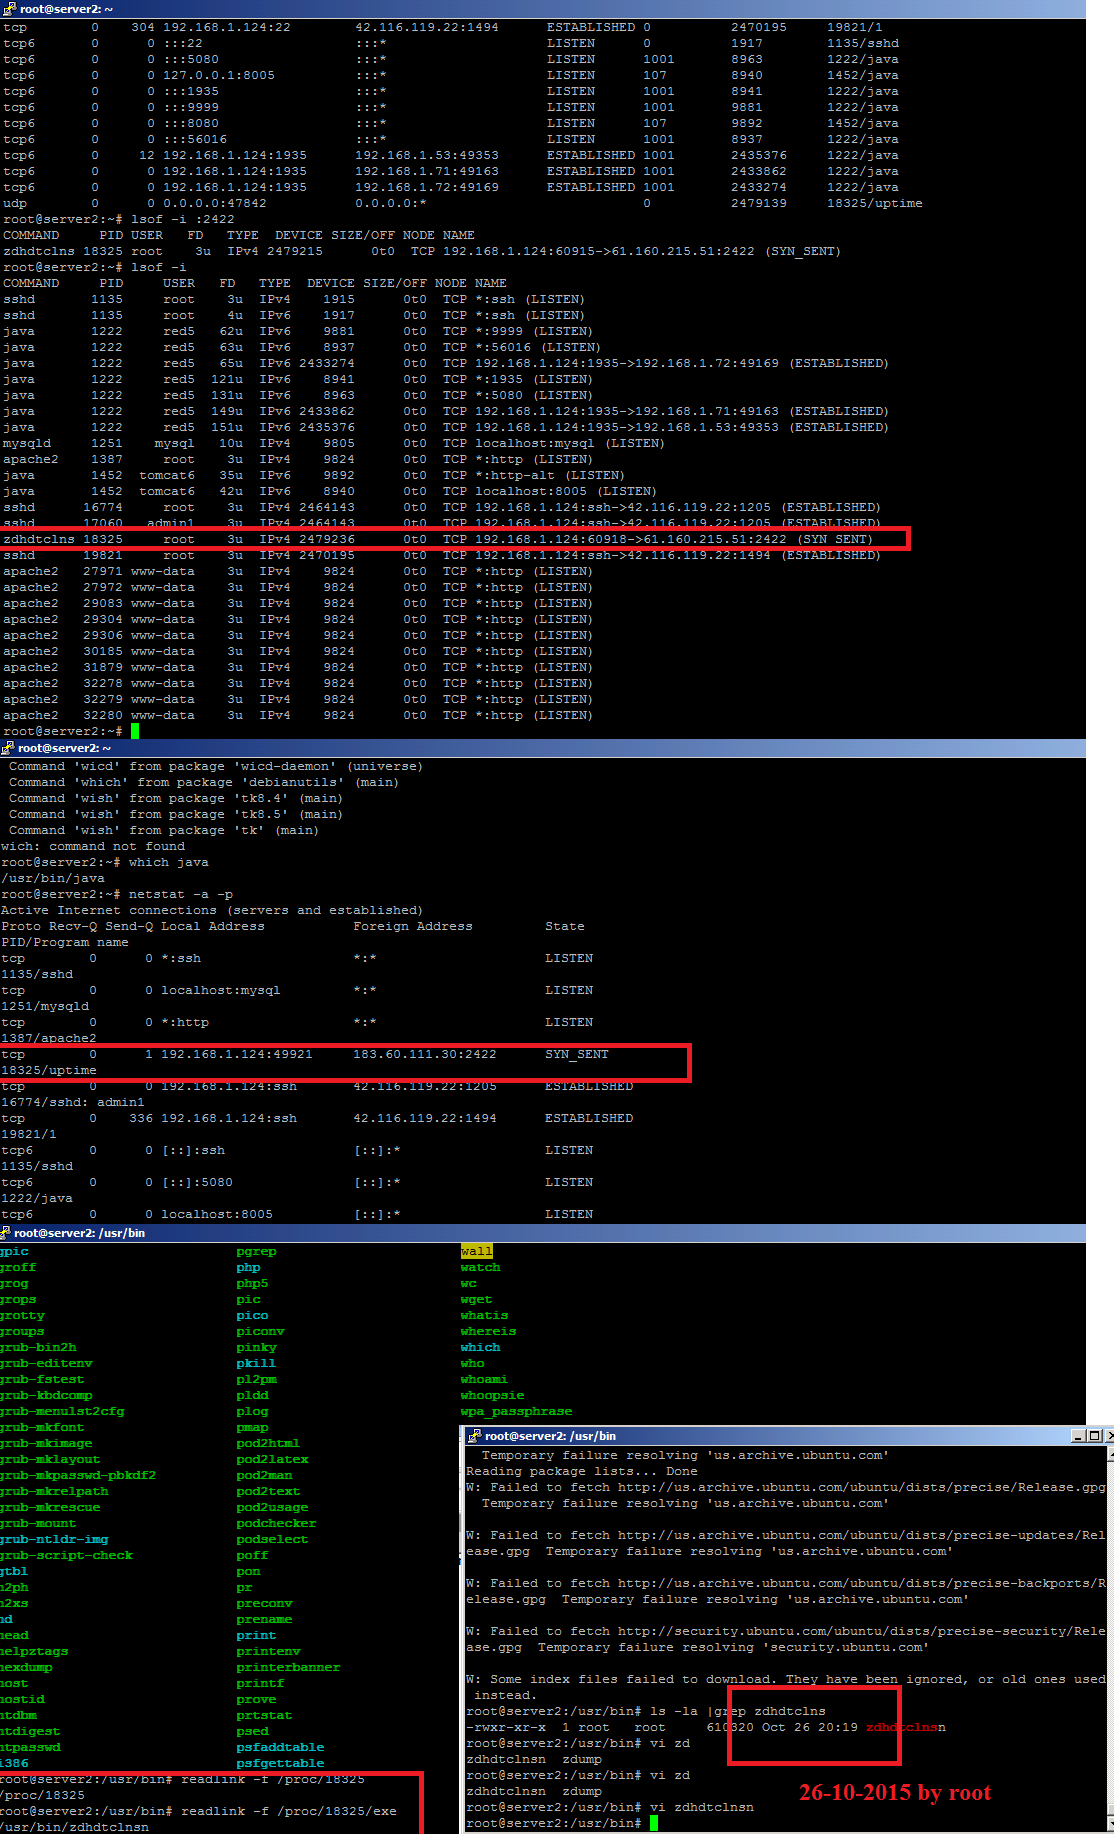 root@server2: ~
tcp 0 304 192.168.1.124:22 42.116.119.22:1494 ESTABLISHED 0 2470195 19821/1
tcp6 0 0 :::22 :::* LISTEN 0 1917 1135/sshd
tcp6 0 0 :::5080 :::* LISTEN 1001 8963 1222/java
tcp6 0 0 127.0.0.1:8005 :::* LISTEN 107 8940 1452/java
tcp6 0 0 :::1935 :::* LISTEN 1001 8941 1222/java
tcp6 0 0 :::9999 :::* LISTEN 1001 9881 1222/java
tcp6 0 0 :::8080 :::* LISTEN 107 9892 1452/java
tcp6 0 0 :::56016 :::* LISTEN 1001 8937 1222/java
tcp6 0 12 192.168.1.124:1935 192.168.1.53:49353 ESTABLISHED 1001 2435376 1222/java
tcp6 0 0 192.168.1.124:1935 192.168.1.71:49163 ESTABLISHED 1001 2433862 1222/java
tcp6 0 0 192.168.1.124:1935 192.168.1.72:49169 ESTABLISHED 1001 2433274 1222/java
udp 0 0 0.0.0.0:47842 0.0.0.0:* 0 2479139 18325/uptime
root@server2:~# lsof -i :2422
COMMAND PID USER FD TYPE DEVICE SIZE/OFF NODE NAME
zdhdtclns 18325 root 3u IPv4 2479215 0t0 TCP 192.168.1.124:60915->61.160.215.51:2422 (SYN_SENT)
root@server2:~# lsof -i
COMMAND PID USER FD TYPE DEVICE SIZE/OFF NODE NAME
sshd 1135 root 3u IPv4 1915 0t0 TCP *:ssh (LISTEN)
sshd 1135 root 4u IPv6 1917 0t0 TCP *:ssh (LISTEN)
java 1222 red5 62u IPv6 9881 0t0 TCP *:9999 (LISTEN)
java 1222 red5 63u IPv6 8937 0t0 TCP *:56016 (LISTEN)
java 1222 red5 65u IPv6 2433274 0t0 TCP 192.168.1.124:1935->192.168.1.72:49169 (ESTABLISHED)
java 1222 red5 121u IPv6 8941 0t0 TCP *:1935 (LISTEN)
java 1222 red5 131u IPv6 8963 0t0 TCP *:5080 (LISTEN)
java 1222 red5 149u IPv6 2433862 0t0 TCP 192.168.1.124:1935->192.168.1.71:49163 (ESTABLISHED)
java 1222 red5 151u IPv6 2435376 0t0 TCP 192.168.1.124:1935->192.168.1.53:49353 (ESTABLISHED)
mysqld 1251 mysql 10u IPv4 9805 0t0 TCP localhost:mysql (LISTEN)
apache2 1387 root 3u IPv4 9824 0t0 TCP *:http (LISTEN)
java 1452 tomcat6 35u IPv6 9892 0t0 TCP *:http-alt (LISTEN)
java 1452 tomcat6 42u IPv6 8940 0t0 TCP localhost:8005 (LISTEN)
sshd 16774 root 3u IPv4 2464143 0t0 TCP 192.168.1.124:ssh->42.116.119.22:1205 (ESTABLISHED)
sshd 17060 admin1 3u IPv4 2464143 0t0 TCP 192.168.1.124:ssh->42.116.119.22:1205 (ESTABLISHED)
zdhdtclns 18325 root 3u IPv4 2479236 0t0 TCP 192.168.1.124:60918->61.160.215.51:2422 (SYN_SENT)
sshd 19821 root 3u IPv4 2470195 0t0 TCP 192.168.1.124:ssh->42.116.119.22:1494 (ESTABLISHED)
apache2 27971 www-data 3u IPv4 9824 0t0 TCP *:http (LISTEN)
apache2 27972 www-data 3u IPv4 9824 0t0 TCP *:http (LISTEN)
apache2 29083 www-data 3u IPv4 9824 0t0 TCP *:http (LISTEN)
apache2 29304 www-data 3u IPv4 9824 0t0 TCP *:http (LISTEN)
apache2 29306 www-data 3u IPv4 9824 0t0 TCP *:http (LISTEN)
apache2 30185 www-data 3u IPv4 9824 0t0 TCP *:http (LISTEN)
apache2 31879 www-data 3u IPv4 9824 0t0 TCP *:http (LISTEN)
apache2 32278 www-data 3u IPv4 9824 0t0 TCP *:http (LISTEN)
apache2 32279 www-data 3u IPv4 9824 0t0 TCP *:http (LISTEN)
apache2 32280 www-data 3u IPv4 9824 0t0 TCP *:http (LISTEN)
root@server2:~#
root@server2: ~
Command 'wicd' from package 'wicd-daemon' (universe)
Command 'which' from package 'debianutils' (main)
Command 'wish' from package 'tk8.4' (main)
Command 'wish' from package 'tk8.5' (main)
Command 'wish' from package 'tk' (main)
wich: command not found
root@server2:~# which java
/usr/bin/java
root@server2:~# netstat -a -p
Active Internet connections (servers and established)
Proto Recv-Q Send-Q Local Address Foreign Address State
PID/Program name
tcp 0 0 *:ssh *:* LISTEN
1135/sshd
tcp 0 0 localhost:mysql *:* LISTEN
1251/mysqld
tcp 0 0 *:http *:* LISTEN
1387/apache2
tcp 0 1 192.168.1.124:49921 183.60.111.30:2422 SYN_SENT
18325/uptime
tcp 0 0 192.168.1.124:ssh 42.116.119.22:1205 ESTABLISHED
16774/sshd: admin1
tcp 0 336 192.168.1.124:ssh 42.116.119.22:1494 ESTABLISHED
19821/1
tcp6 0 0 [::]:ssh [::]:* LISTEN
1135/sshd
tcp6 0 0 [::]:5080 [::]:* LISTEN
1222/java
tcp6 0 0 localhost:8005 [::]:* LISTEN
root@server2: /usr/bin
gpic pgrep wall
groff php watch
grog php5 wc
grops pic wget
grotty pico whatis
groups piconv whereis
grub-bin2h pinky which
grub-editenv pkill who
grub-fstest pl2pm whoami
grub-kbdcomp pldd whoopsie
grub-menulst2cfg plog wpa_passphrase
grub-mkfont pmap
grub-mkimage pod2html
grub-mklayout pod2latex
grub-mkpasswd-pbkdf2 pod2man
grub-mkrelpath pod2text
grub-mkrescue pod2usage
grub-mount podchecker
grub-ntldr-img podselect
grub-script-check poff
gtbl pon
h2ph pr
h2xs preconv
hd prename
head print
helpztags printenv
hexdump printerbanner
host printf
hostid prove
htdbm prtstat
htdigest psed
htpasswd psfaddtable
i386 psfgettable
root@server2:/usr/bin# readlink -f /proc/18325
/proc/18325
root@server2:/usr/bin# readlink -f /proc/18325/exe
/usr/bin/zdhdtclnsn
root@server2: /usr/bin
Temporary failure resolving 'us.archive.ubuntu.com'
Reading package lists... Done
W: Failed to fetch http://us.archive.ubuntu.com/ubuntu/dists/precise/Release.gpg
Temporary failure resolving 'us.archive.ubuntu.com'
W: Failed to fetch http://us.archive.ubuntu.com/ubuntu/dists/precise-updates/Rel
ease.gpg Temporary failure resolving 'us.archive.ubuntu.com'
W: Failed to fetch http://us.archive.ubuntu.com/ubuntu/dists/precise-backports/R
elease.gpg Temporary failure resolving 'us.archive.ubuntu.com'
W: Failed to fetch http://security.ubuntu.com/ubuntu/dists/precise-security/Rele
ase.gpg Temporary failure resolving 'security.ubuntu.com'
W: Some index files failed to download. They have been ignored, or old ones used
instead.
root@server2:/usr/bin# ls -la |grep zdhdtclns
-rwxr-xr-x 1 root root 610320 Oct 26 20:19 zdhdtclnsn
root@server2:/usr/bin# vi zd
zdhdtclnsn zdump
root@server2:/usr/bin# vi zd
zdhdtclnsn zdump
root@server2:/usr/bin# vi zdhdtclnsn
root@server2:/usr/bin#
26-10-2015 by root